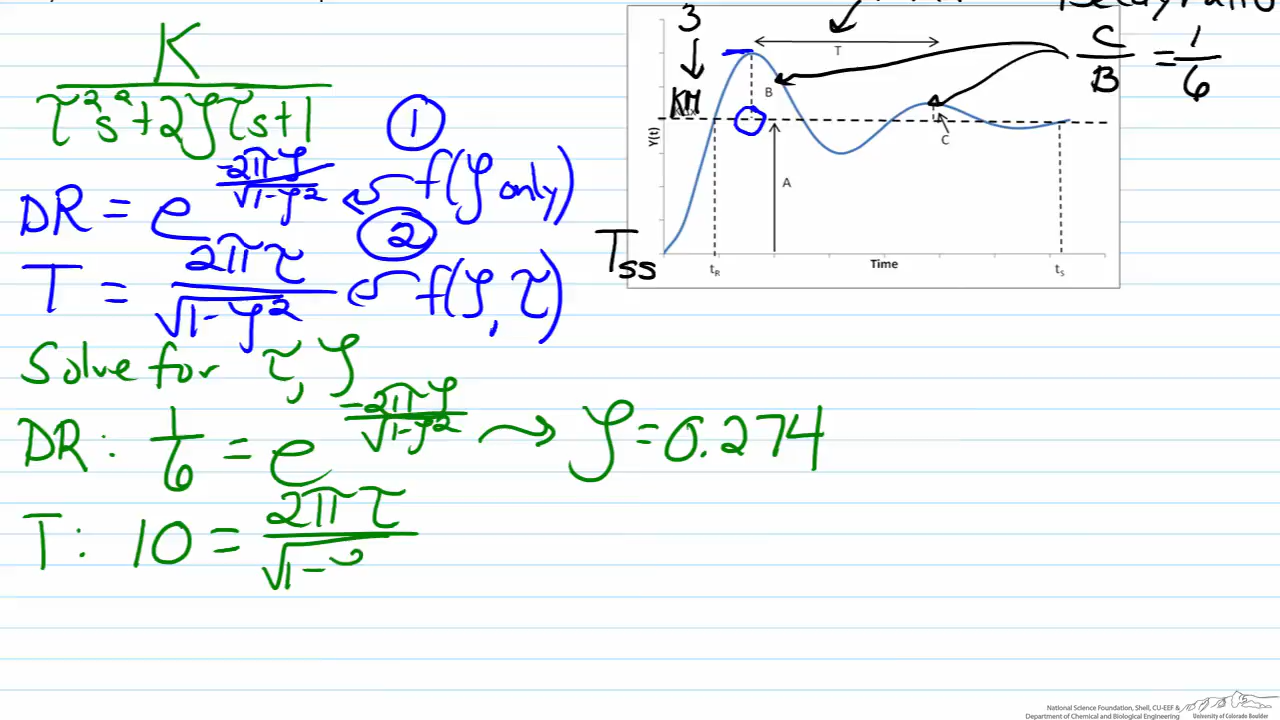 K
τ²s²+2ζτs+1
①
DR = e^(-2πζ/√1-ζ²) f(ζ only)
②
T = 2πτ/√1-ζ² f(ζ, τ)
Solve for τ, ζ
DR: 1/6 = e^(-2πζ/√1-ζ²) → ζ=0.274
T: 10 = 2πτ/√1-
3
KM
T
B
C
A
Y(t)
Tss
tR
Time
tS
C/B = 1/6
National Science Foundation, Shell, CU-EEF &
Department of Chemical and Biological Engineering
University of Colorado Boulder